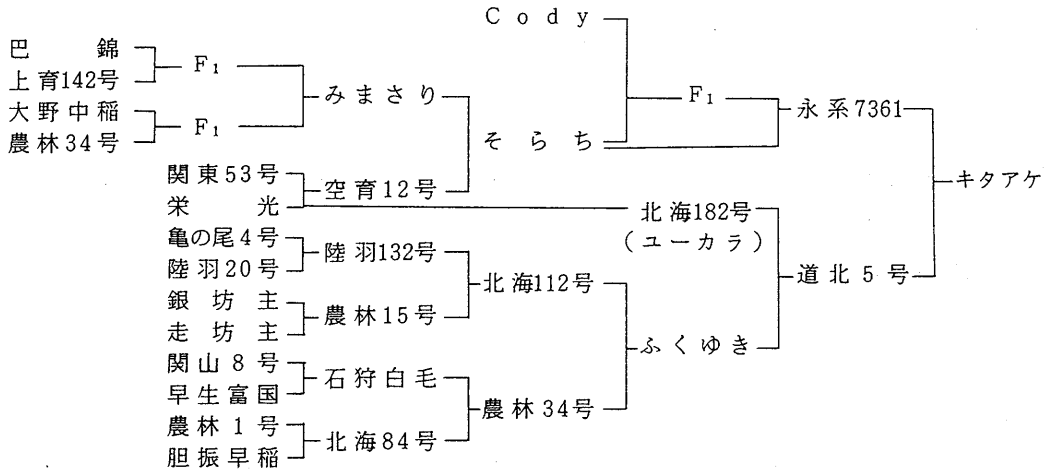 Cody
巴錦
F1
上育142号
みまさり
F1
永系7361
大野中稲
F1
農林34号
そらち
関東53号
空育12号
キタアケ
栄光
北海182号
(ユーカラ)
亀の尾4号
陸羽132号
陸羽20号
北海112号
道北5号
銀坊主
農林15号
走坊主
ふくゆき
関山8号
石狩白毛
早生富国
農林34号
農林1号
北海84号
胆振早稲